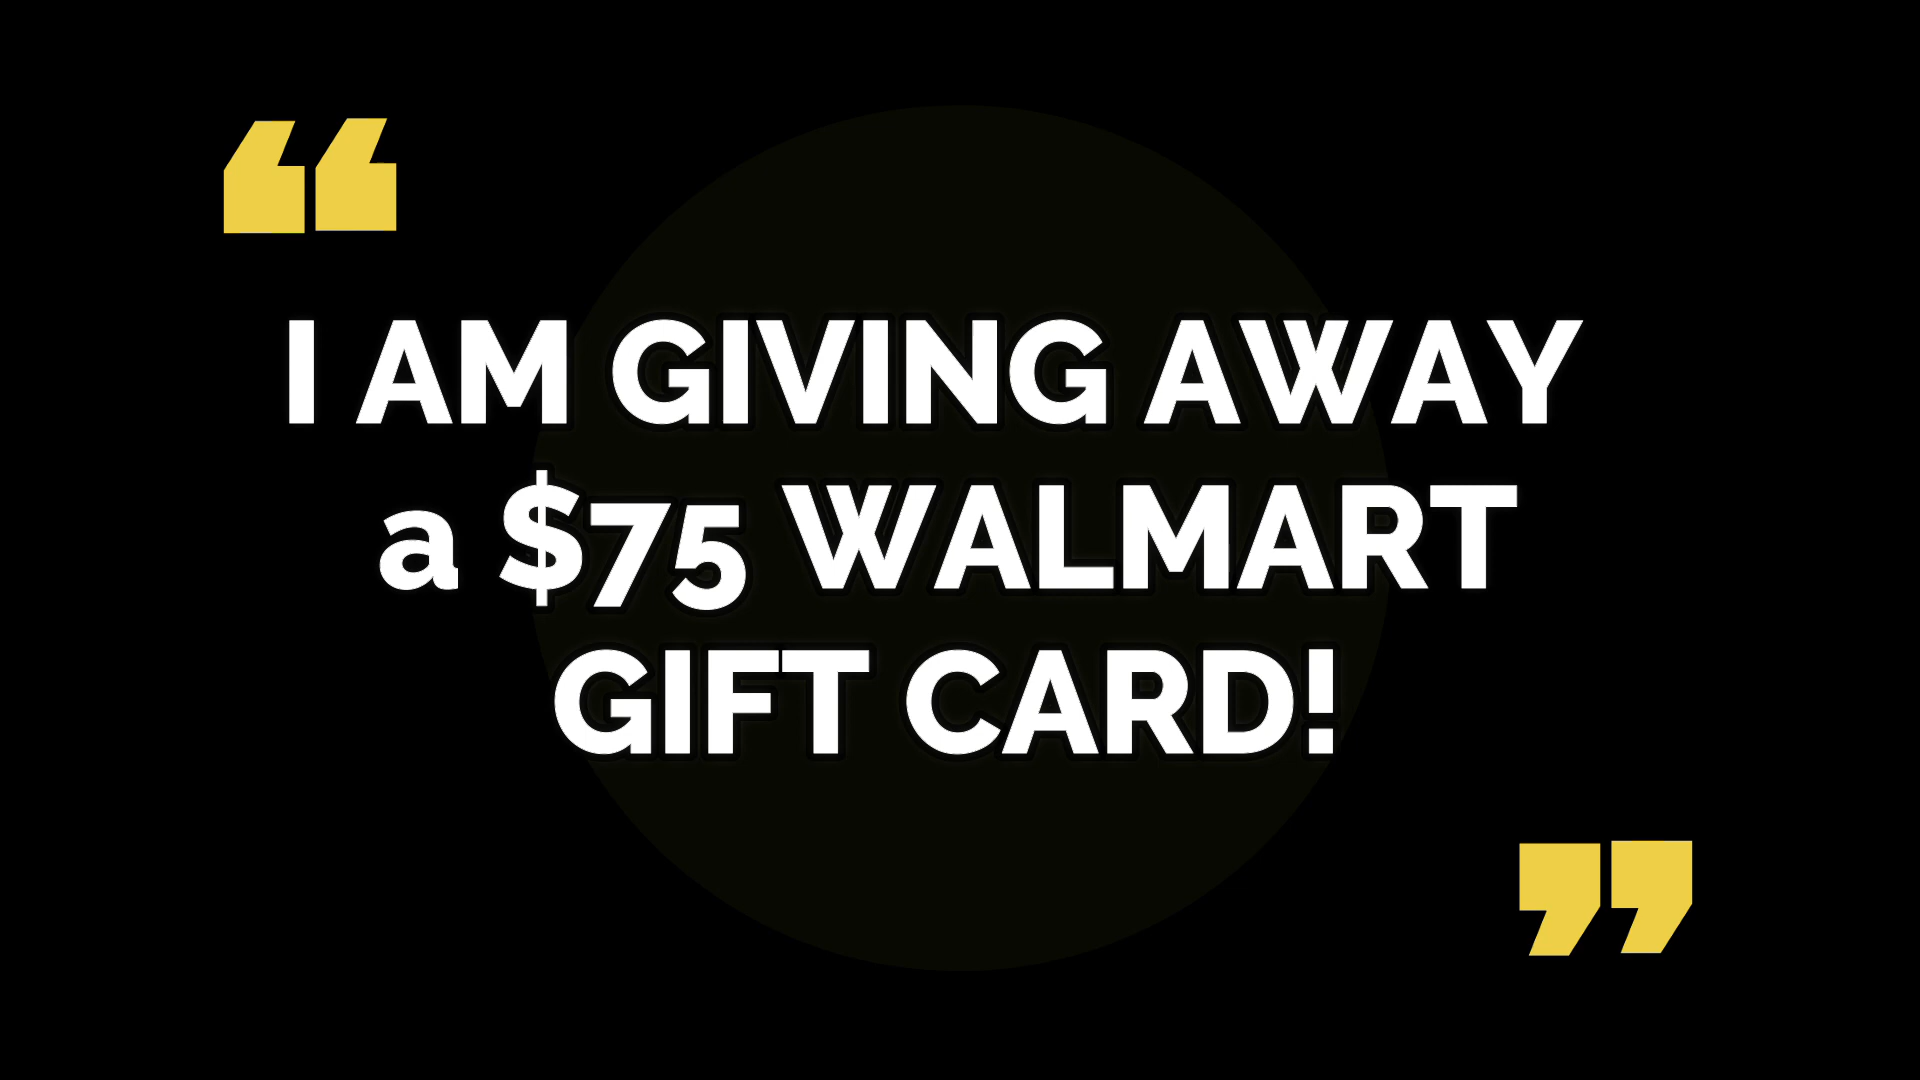 “
I AM GIVING AWAY
a $75 WALMART
GIFT CARD!
”